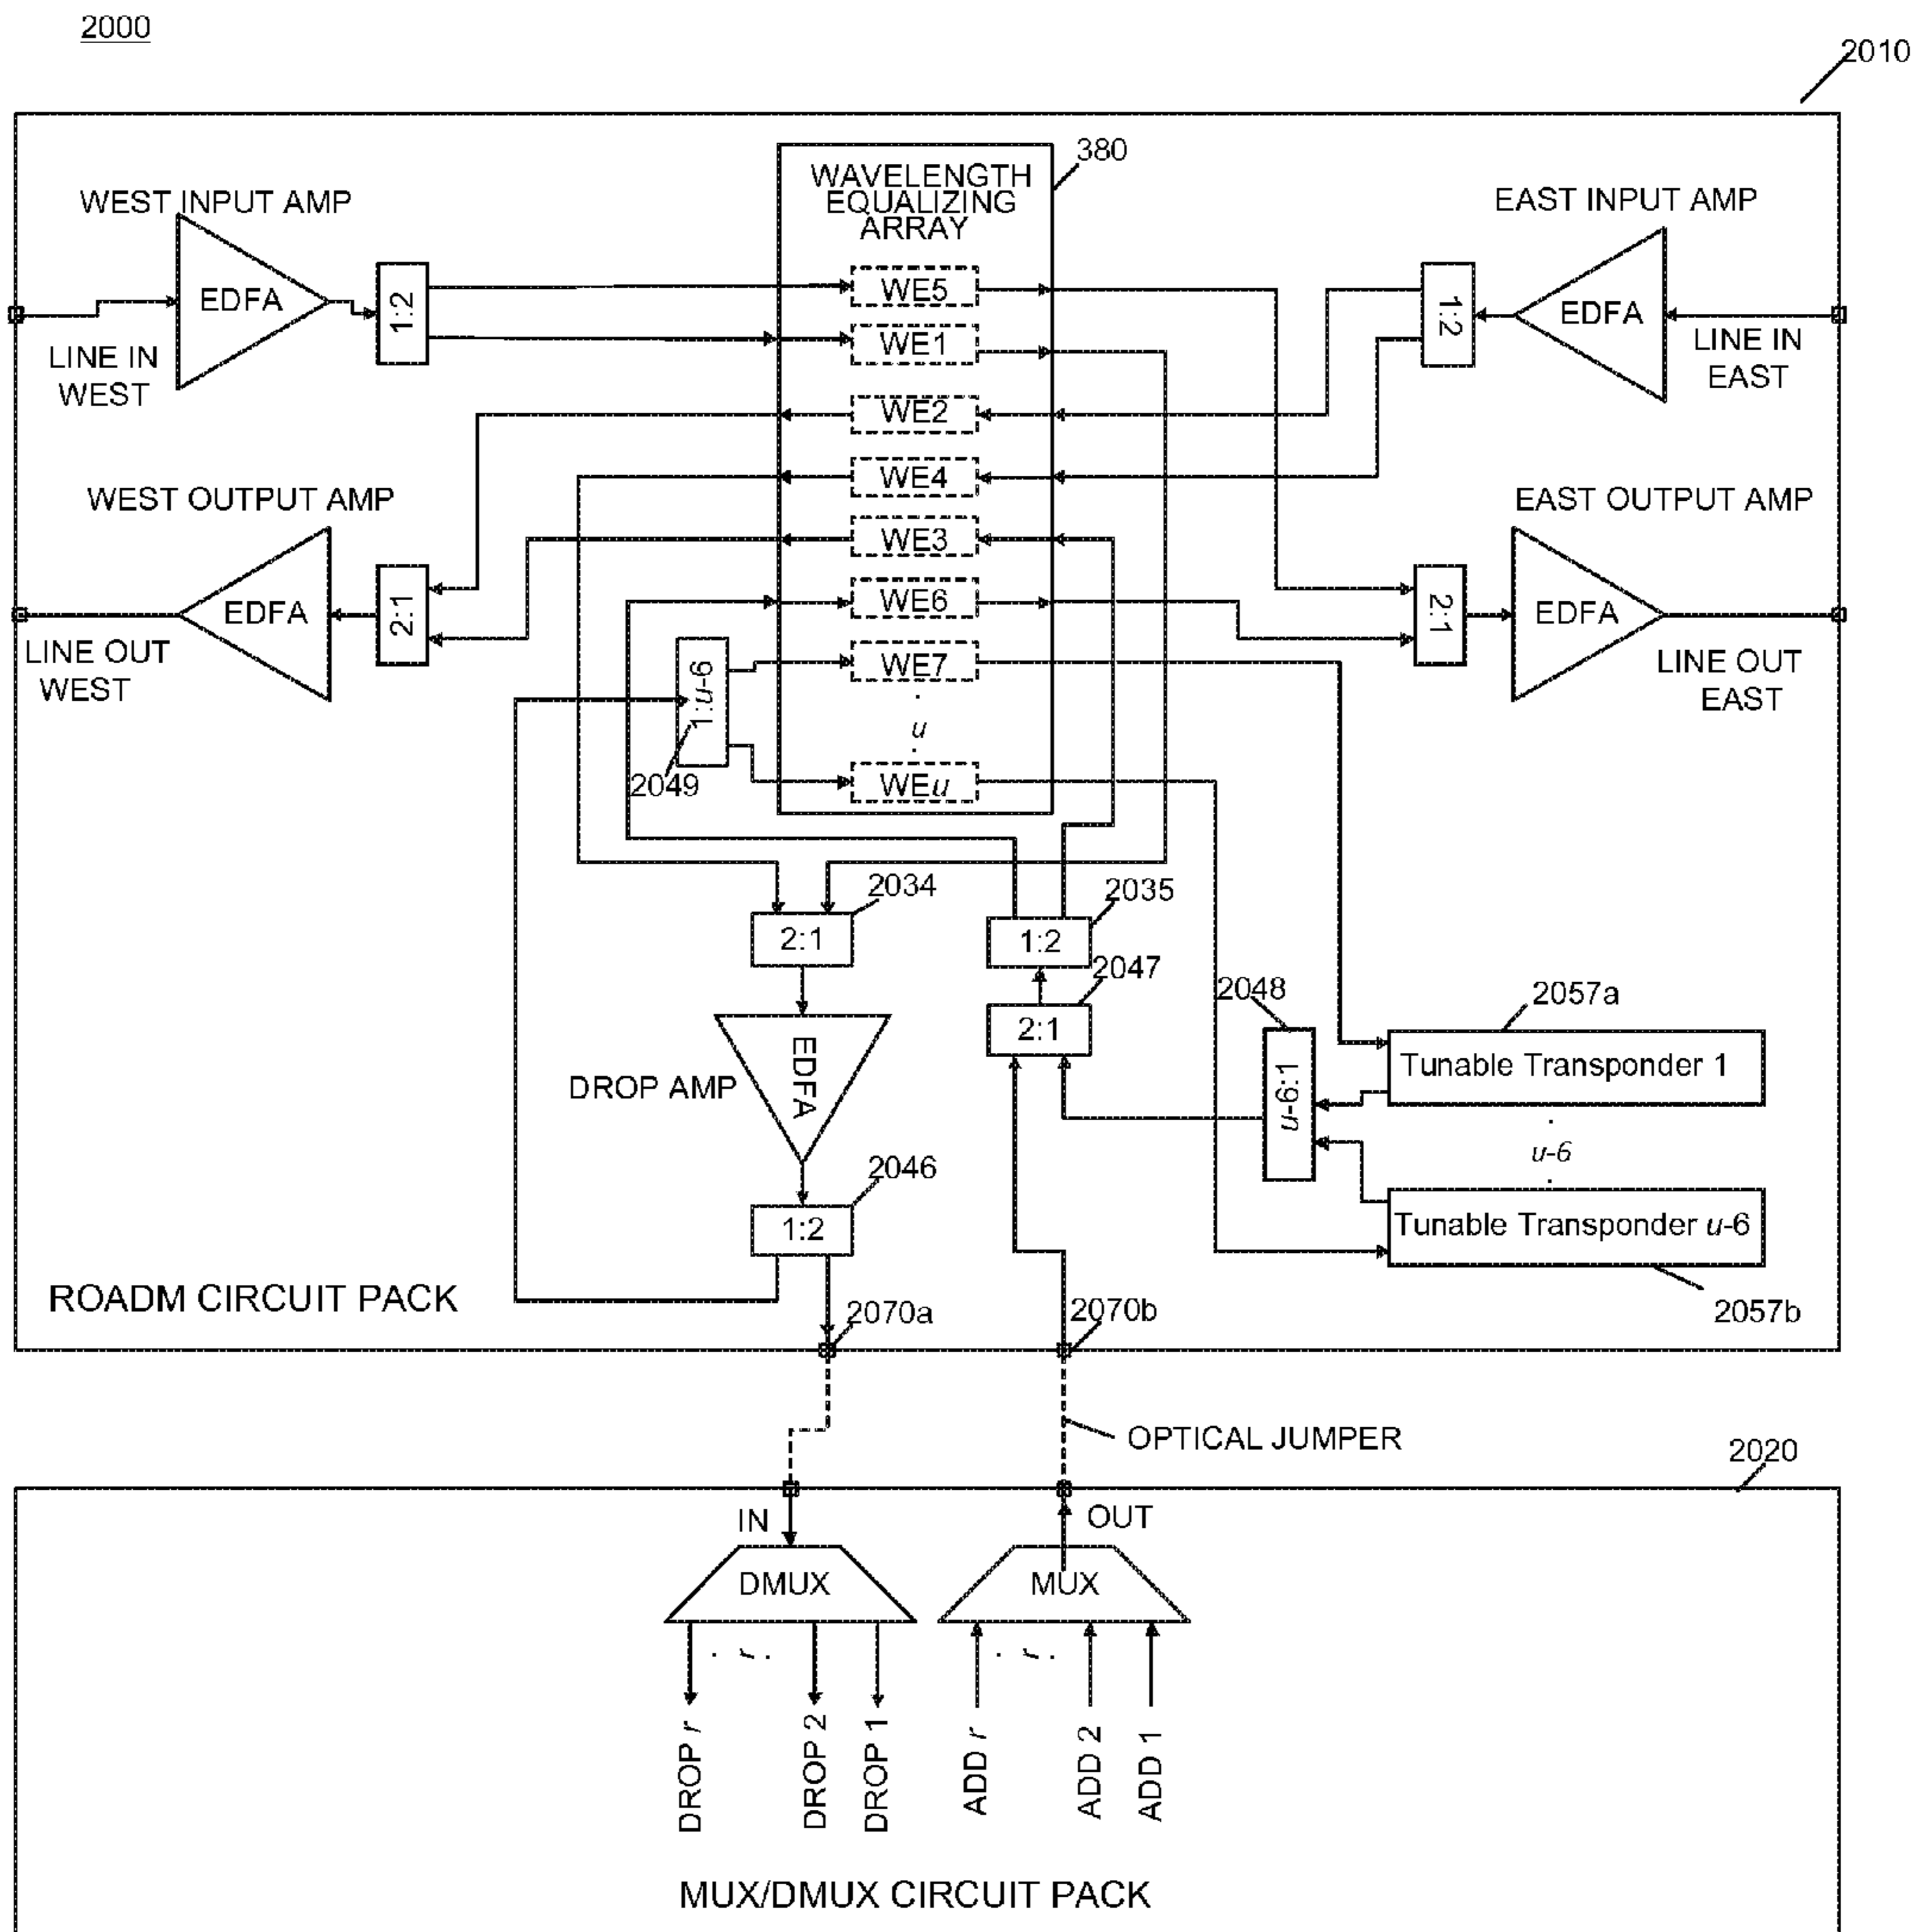 2000
2010
380
WAVELENGTH
EQUALIZING
ARRAY
WEST INPUT AMP
EDFA
1:2
LINE IN
WEST
EAST INPUT AMP
1:2
EDFA
LINE IN
EAST
WE5
WE1
WE2
WE4
WE3
WE6
WE7
.
u
.
WEu
WEST OUTPUT AMP
EDFA
2:1
LINE OUT
WEST
EAST OUTPUT AMP
2:1
EDFA
LINE OUT
EAST
1:u-6
2049
2034
2:1
2035
1:2
2047
2:1
2048
u-6:1
2057a
Tunable Transponder 1
.
u-6
.
Tunable Transponder u-6
2057b
DROP AMP
EDFA
2046
1:2
ROADM CIRCUIT PACK
2070a
2070b
OPTICAL JUMPER
2020
IN
OUT
DMUX
MUX
. r .
. r .
DROP r
DROP 2
DROP 1
ADD r
ADD 2
ADD 1
MUX/DMUX CIRCUIT PACK